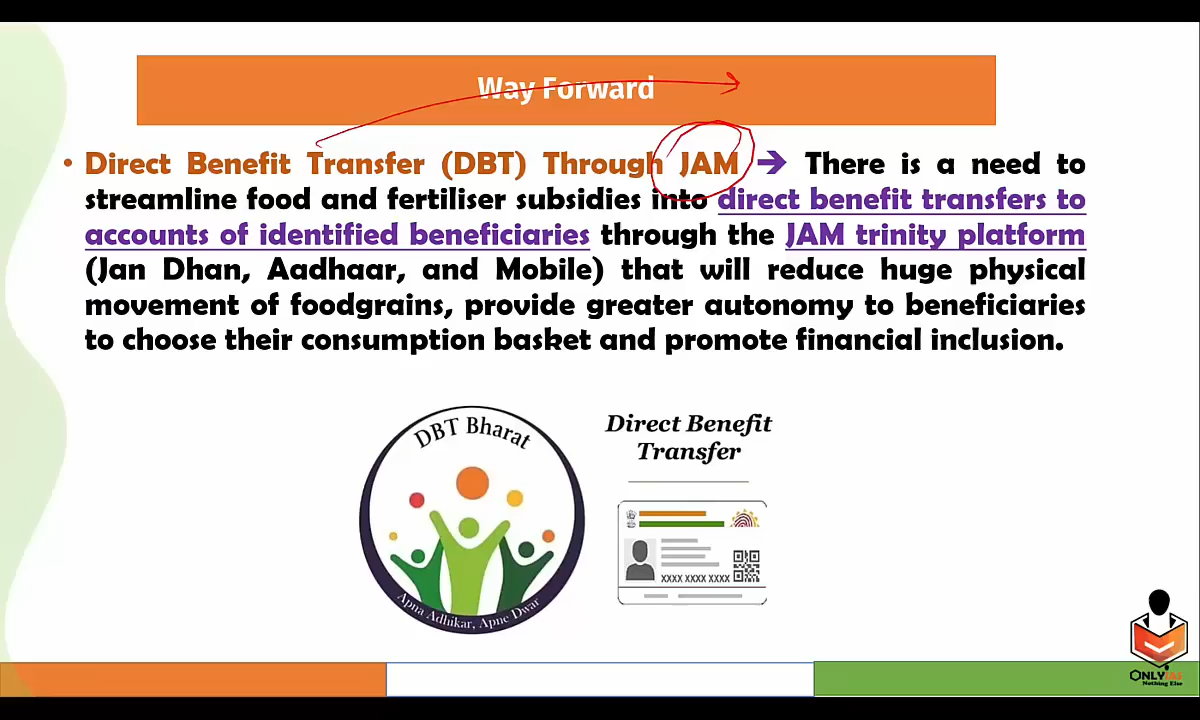 Way Forward
• Direct Benefit Transfer (DBT) Through JAM → There is a need to
streamline food and fertiliser subsidies into direct benefit transfers to
accounts of identified beneficiaries through the JAM trinity platform
(Jan Dhan, Aadhaar, and Mobile) that will reduce huge physical
movement of foodgrains, provide greater autonomy to beneficiaries
to choose their consumption basket and promote financial inclusion.
DBT Bharat
Apna Adhikar, Apne Dwar
Direct Benefit
Transfer
XXXX XXXX XXXX
ONLYIAS
Nothing Else